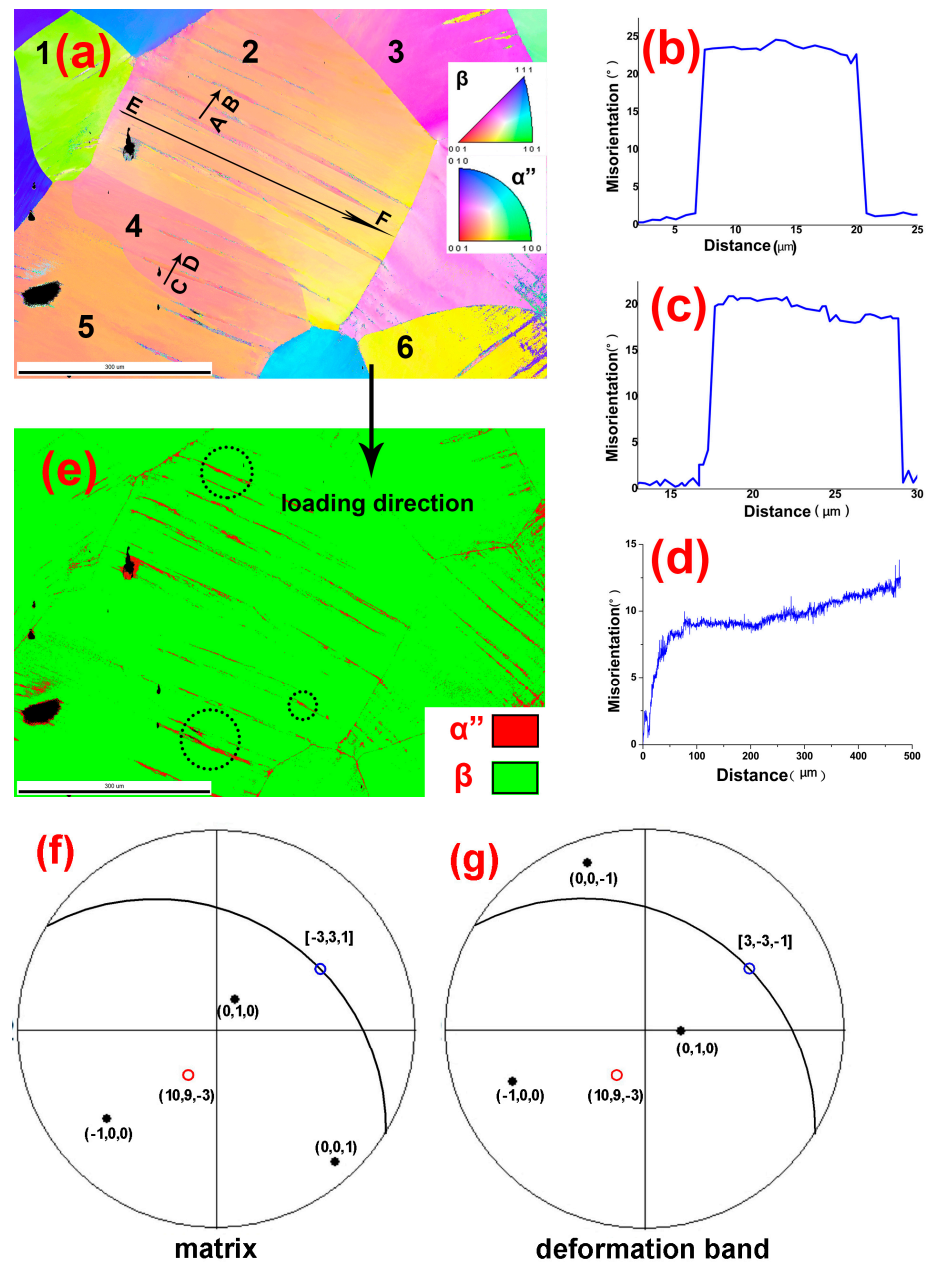 (a)
1
2
3
4
5
6
E
F
A B
C D
β
111
001
101
α’’
010
001
100
300 um
(b)
Misorientation(°)
25
20
15
10
5
0
5
10
15
20
25
Distance(μm)
(c)
Misorientation(°)
20
15
10
5
0
15
20
25
30
Distance(μm)
(d)
Misorientation(°)
15
10
5
0
0
100
200
300
400
500
Distance(μm)
(e)
loading direction
α’’
β
300 um
(f)
[-3,3,1]
(0,1,0)
(10,9,-3)
(-1,0,0)
(0,0,1)
matrix
(g)
(0,0,-1)
[3,-3,-1]
(0,1,0)
(-1,0,0)
(10,9,-3)
deformation band